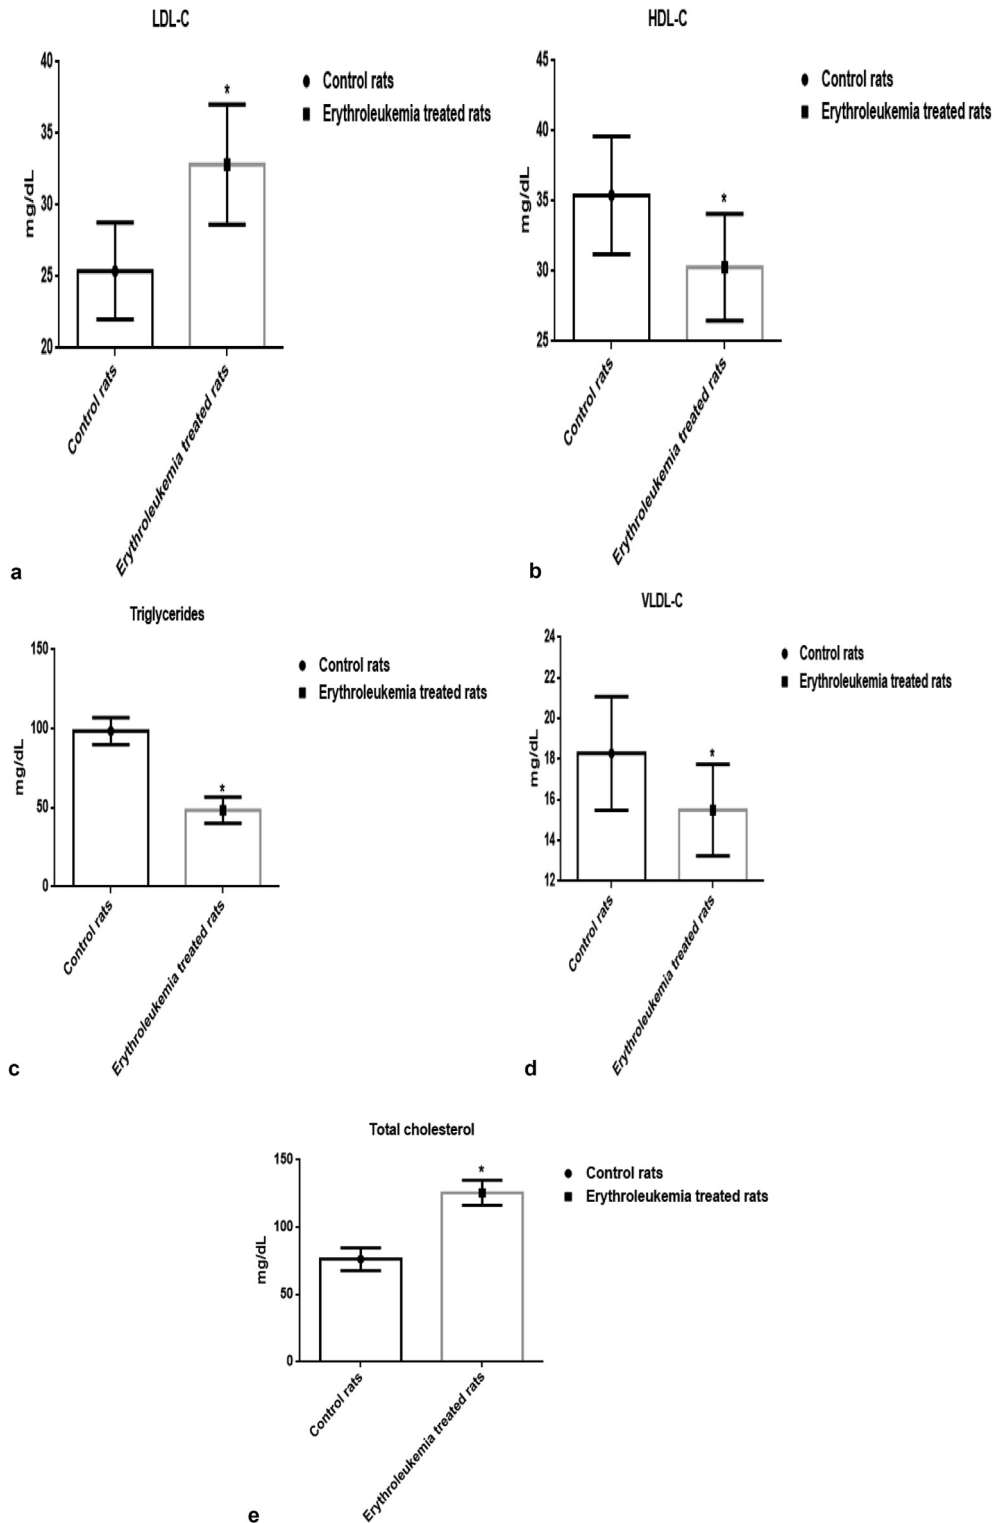 LDL-C
40
35
30
25
20
mg/dL
*
Control rats
Erythroleukemia treated rats
Control rats
Erythroleukemia treated rats
a
HDL-C
45
40
35
30
25
mg/dL
*
Control rats
Erythroleukemia treated rats
Control rats
Erythroleukemia treated rats
b
Triglycerides
150
100
50
0
mg/dL
*
Control rats
Erythroleukemia treated rats
Control rats
Erythroleukemia treated rats
c
VLDL-C
24
22
20
18
16
14
12
mg/dL
*
Control rats
Erythroleukemia treated rats
Control rats
Erythroleukemia treated rats
d
Total cholesterol
150
100
50
0
mg/dL
*
Control rats
Erythroleukemia treated rats
Control rats
Erythroleukemia treated rats
e